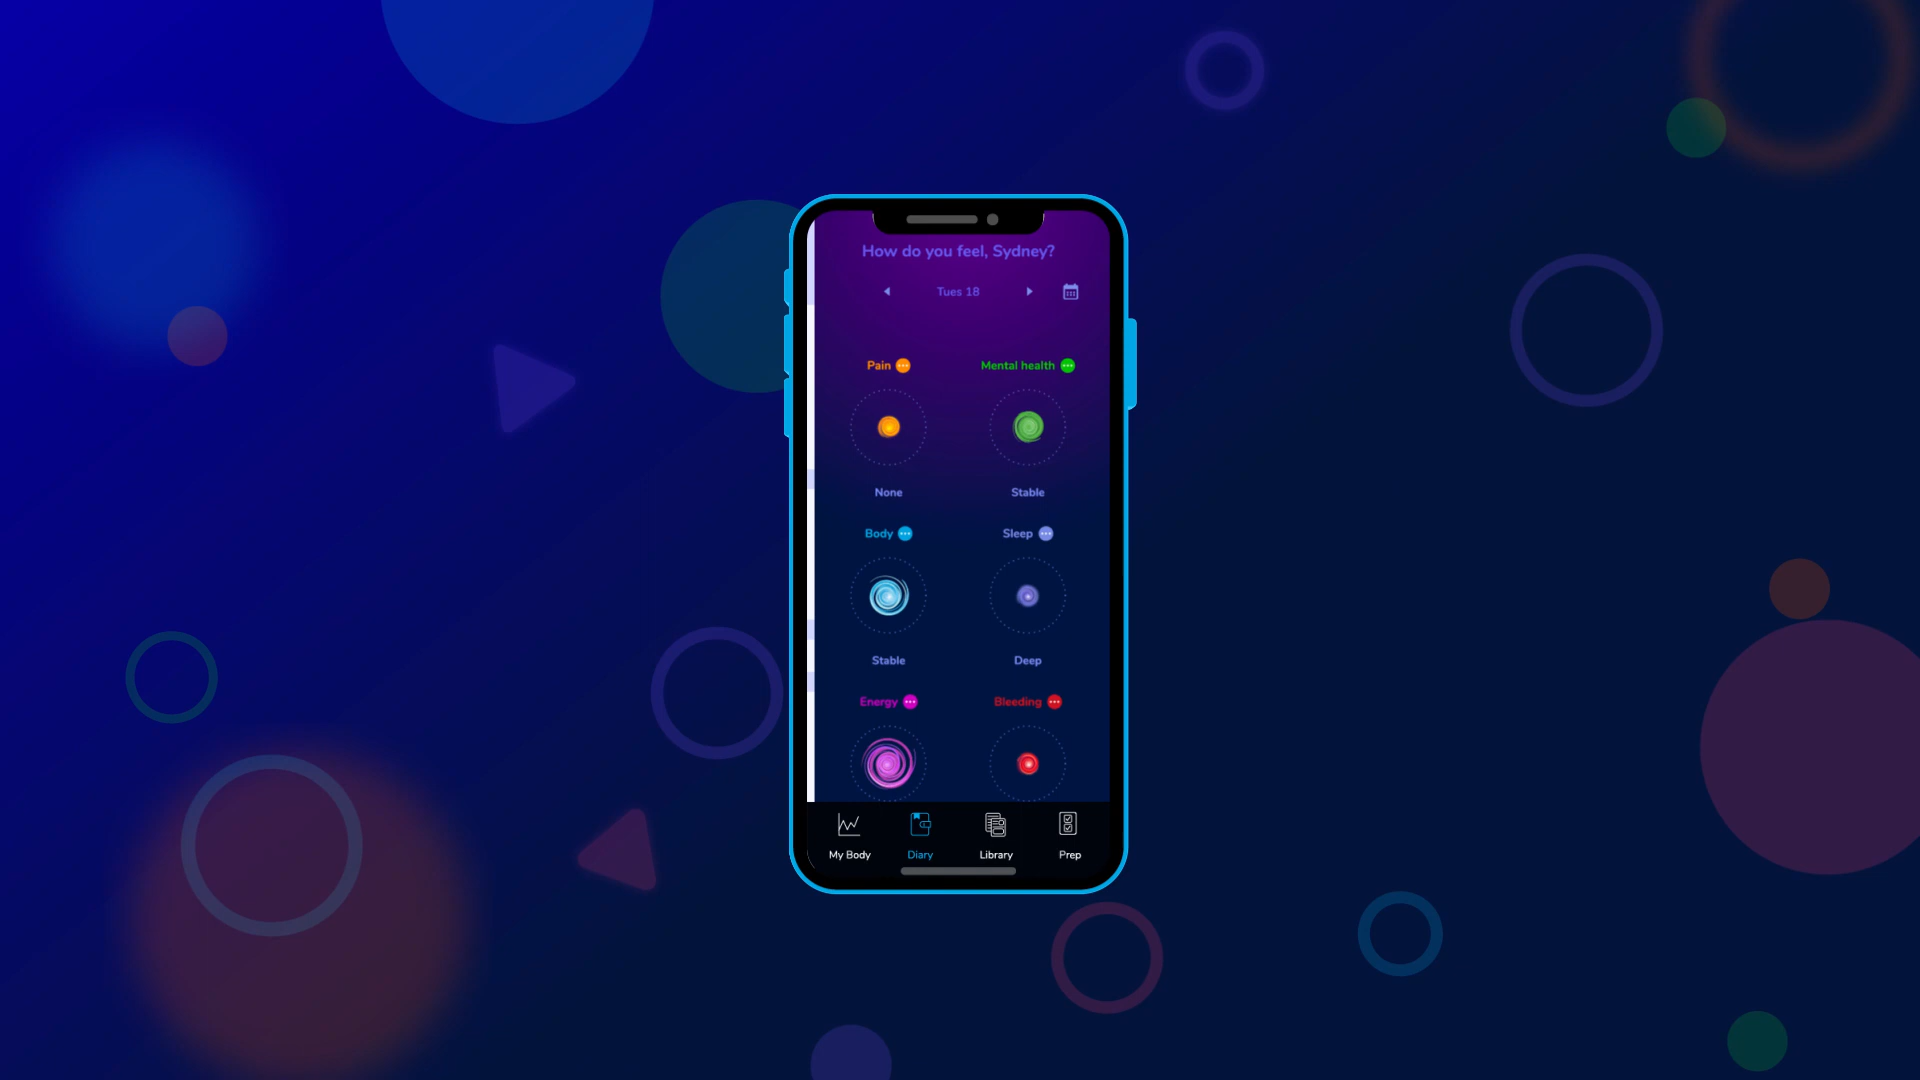 How do you feel, Sydney?
Tues 18
Pain
Mental health
None
Stable
Body
Sleep
Stable
Deep
Energy
Bleeding
My Body
Diary
Library
Prep